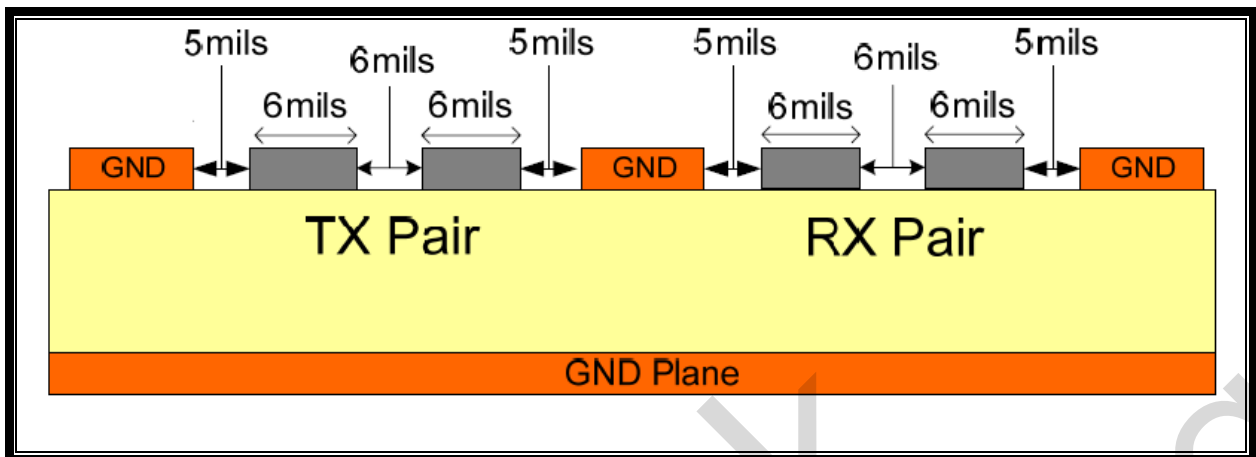 5mils 5mils 5mils 5mils
6mils 6mils
6mils 6mils 6mils 6mils
GND GND GND
TX Pair RX Pair
GND Plane